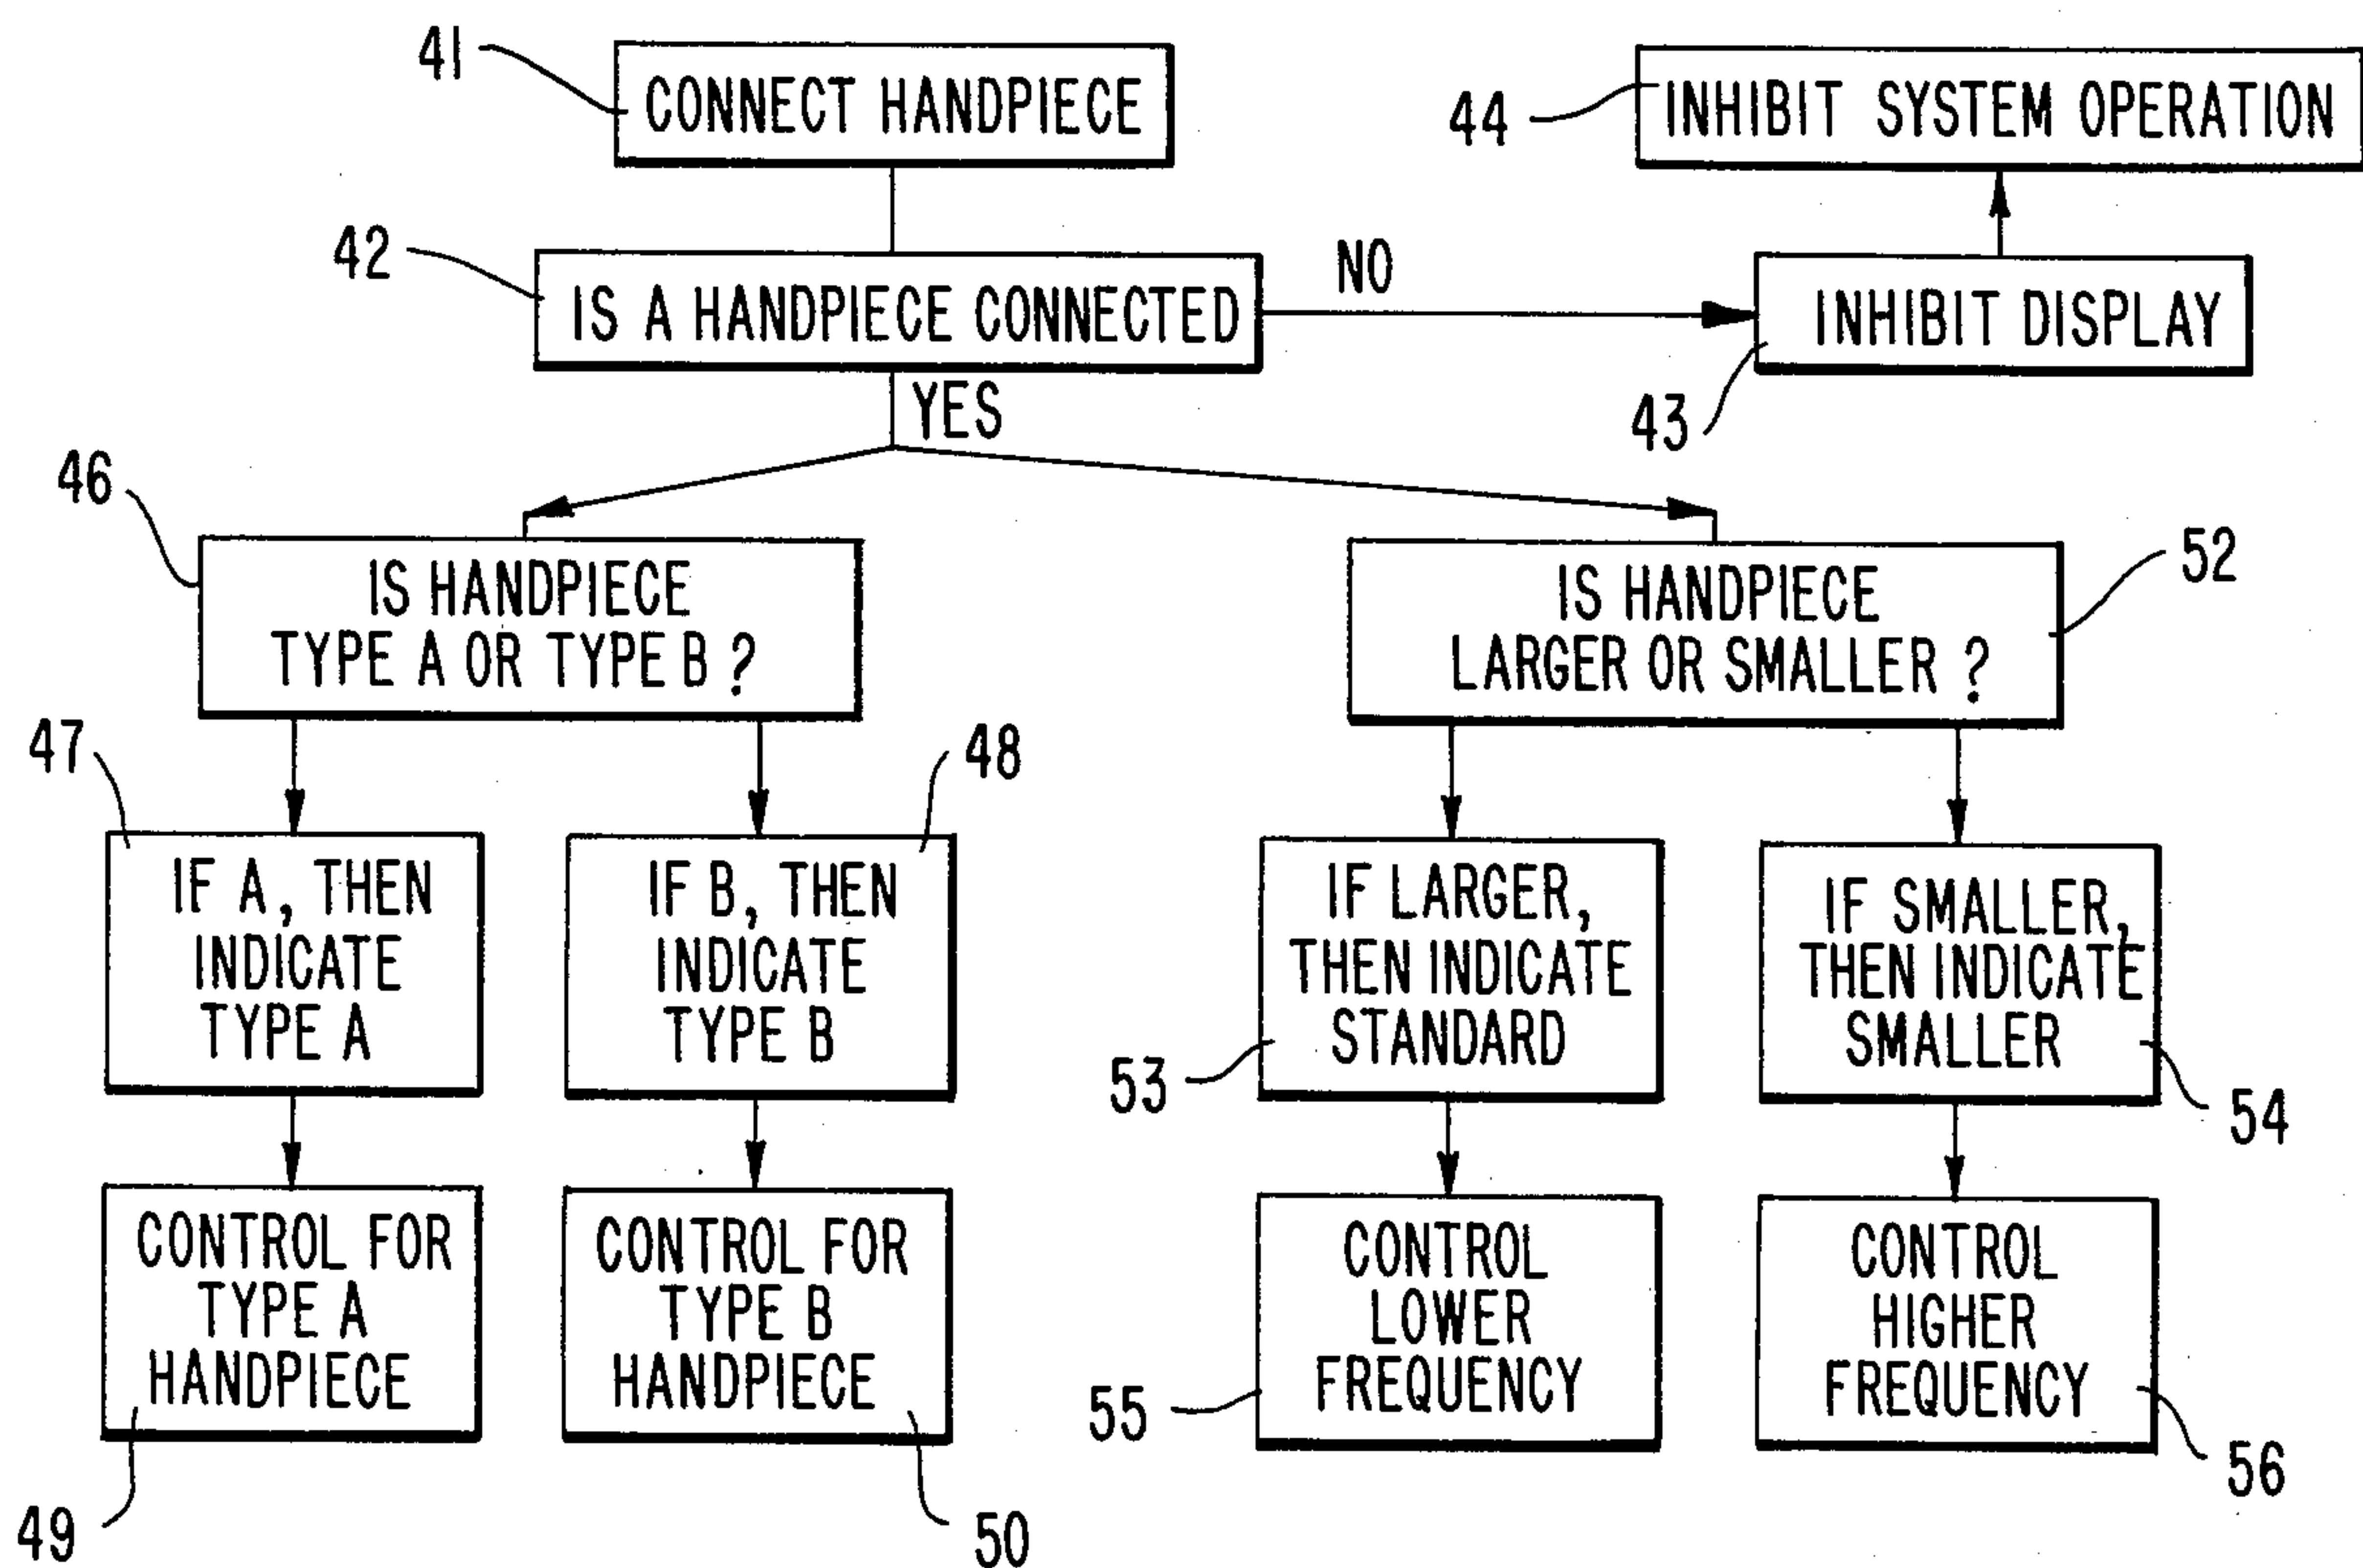 41
CONNECT HANDPIECE
44
INHIBIT SYSTEM OPERATION
42
IS A HANDPIECE CONNECTED
NO
INHIBIT DISPLAY
43
YES
46
IS HANDPIECE
TYPE A OR TYPE B ?
52
IS HANDPIECE
LARGER OR SMALLER ?
47
IF A, THEN
INDICATE
TYPE A
48
IF B, THEN
INDICATE
TYPE B
53
IF LARGER,
THEN INDICATE
STANDARD
54
IF SMALLER,
THEN INDICATE
SMALLER
49
CONTROL FOR
TYPE A
HANDPIECE
50
CONTROL FOR
TYPE B
HANDPIECE
55
CONTROL
LOWER
FREQUENCY
56
CONTROL
HIGHER
FREQUENCY